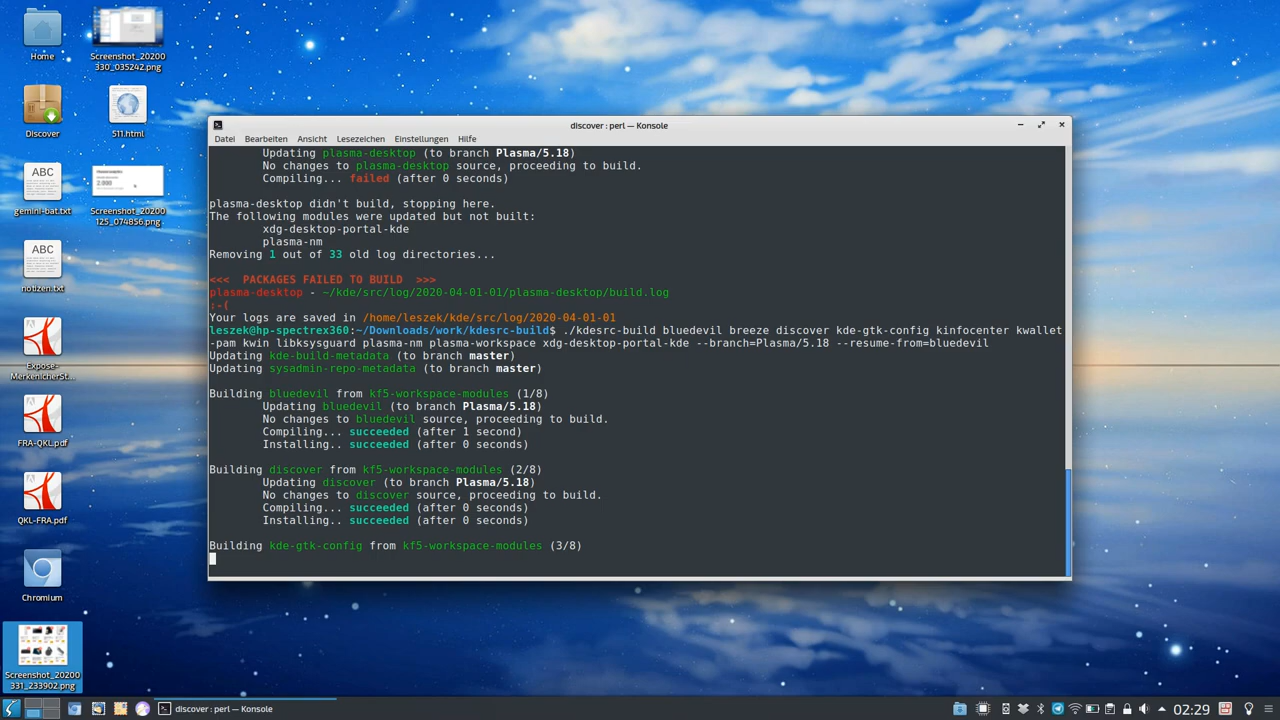 Home
Screenshot_20200
330_035242.png
Discover
511.html
ABC
gemini-bat.txt
Screenshot_20200
125_074856.png
ABC
notizen.txt
Expose-
MerkenicherSt...
FRA-QKL.pdf
QKL-FRA.pdf
Chromium
Screenshot_20200
331_233902.png
discover : perl — Konsole
Datei Bearbeiten Ansicht Lesezeichen Einstellungen Hilfe
Updating plasma-desktop (to branch Plasma/5.18)
No changes to plasma-desktop source, proceeding to build.
Compiling... failed (after 0 seconds)
plasma-desktop didn't build, stopping here.
The following modules were updated but not built:
xdg-desktop-portal-kde
plasma-nm
Removing 1 out of 33 old log directories...
<<< PACKAGES FAILED TO BUILD >>>
plasma-desktop - ~/kde/src/log/2020-04-01-01/plasma-desktop/build.log
:-(
Your logs are saved in /home/leszek/kde/src/log/2020-04-01-01
leszek@hp-spectrex360:~/Downloads/work/kdesrc-build$ ./kdesrc-build bluedevil breeze discover kde-gtk-config kinfocenter kwallet
-pam kwin libksysguard plasma-nm plasma-workspace xdg-desktop-portal-kde --branch=Plasma/5.18 --resume-from=bluedevil
Updating kde-build-metadata (to branch master)
Updating sysadmin-repo-metadata (to branch master)
Building bluedevil from kf5-workspace-modules (1/8)
Updating bluedevil (to branch Plasma/5.18)
No changes to bluedevil source, proceeding to build.
Compiling... succeeded (after 1 second)
Installing.. succeeded (after 0 seconds)
Building discover from kf5-workspace-modules (2/8)
Updating discover (to branch Plasma/5.18)
No changes to discover source, proceeding to build.
Compiling... succeeded (after 0 seconds)
Installing.. succeeded (after 0 seconds)
Building kde-gtk-config from kf5-workspace-modules (3/8)
discover : perl — Konsole
02:29